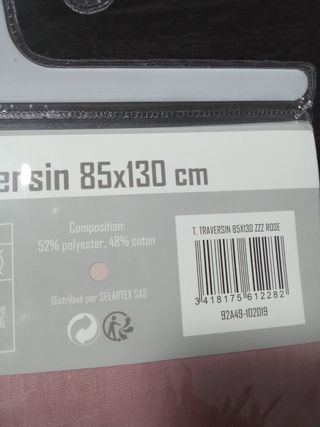 ersin 85x130 cm
Composition:
52% polyester, 48% coton
Distribué par SELARTEX SAS
T. TRAVERSIN 85X130 ZZZ ROSE
3 418175 612282
92A49-102019